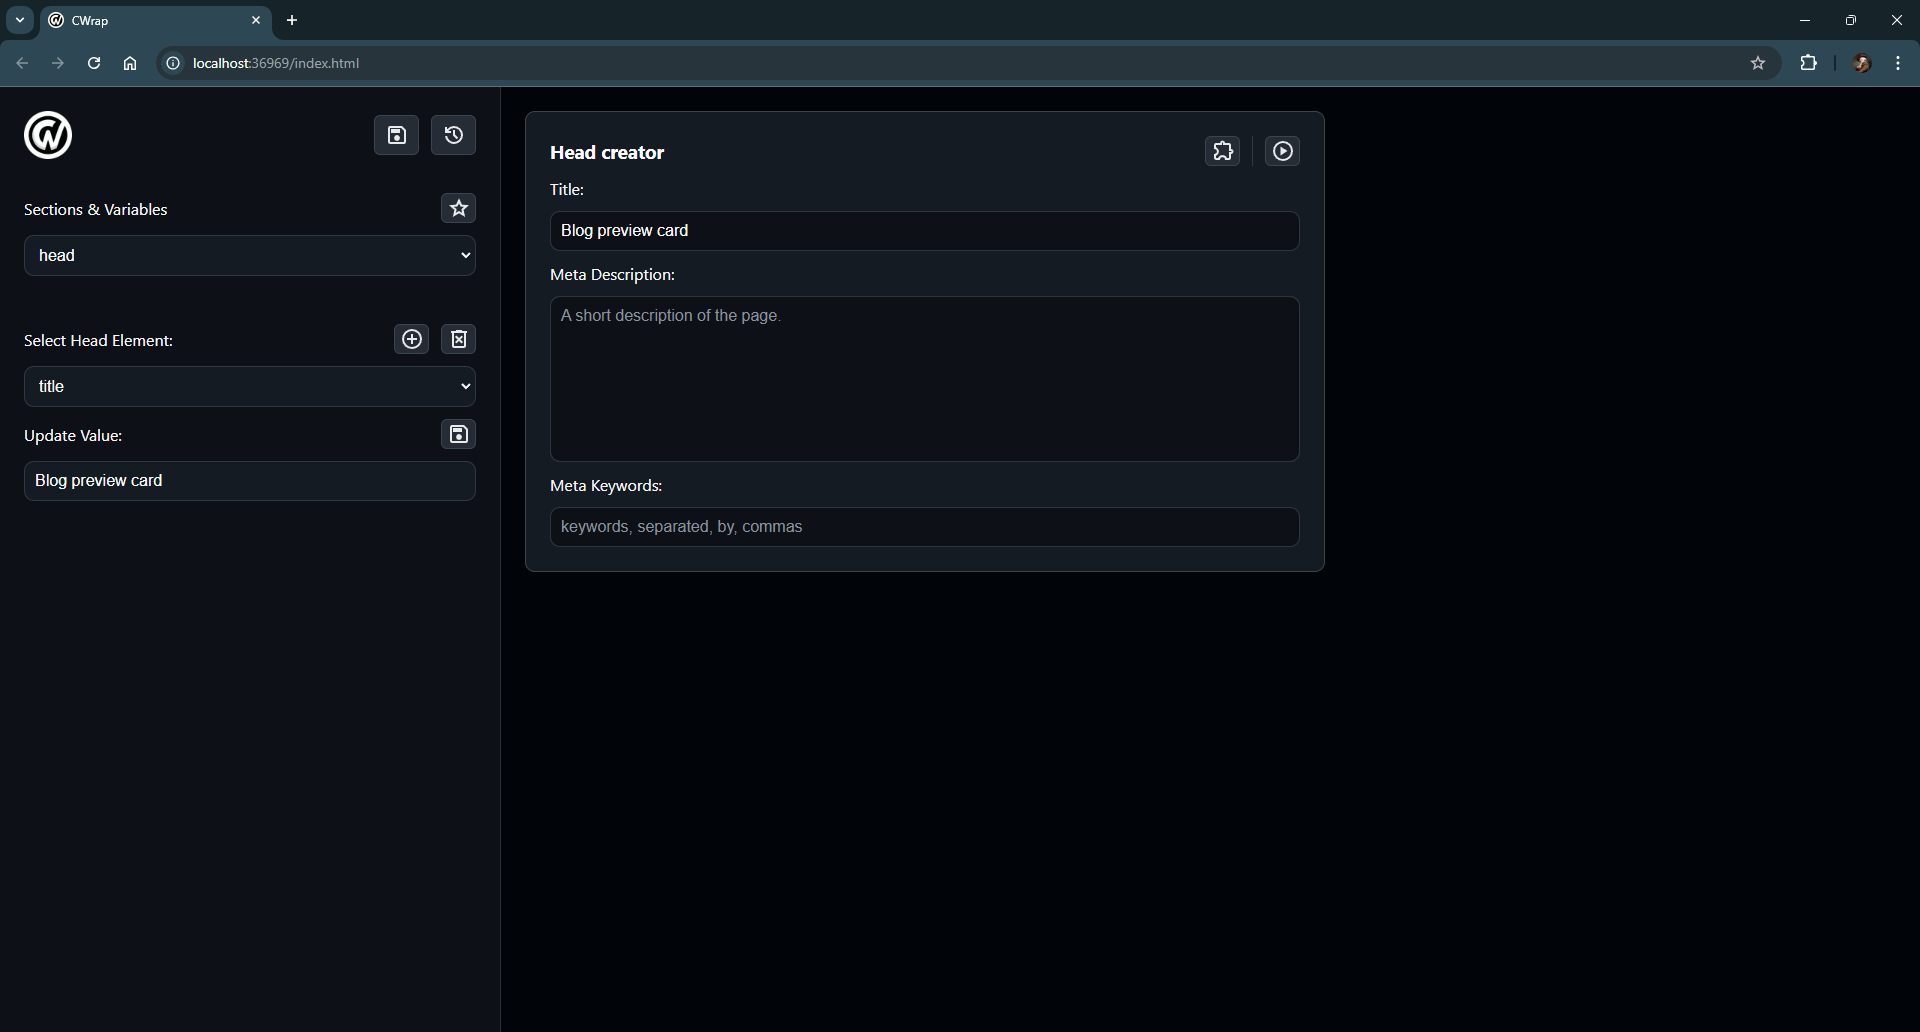 CWrap
localhost:36969/index.html
Sections & Variables
head
Select Head Element:
title
Update Value:
Blog preview card
Head creator
Title:
Blog preview card
Meta Description:
A short description of the page.
Meta Keywords:
keywords, separated, by, commas